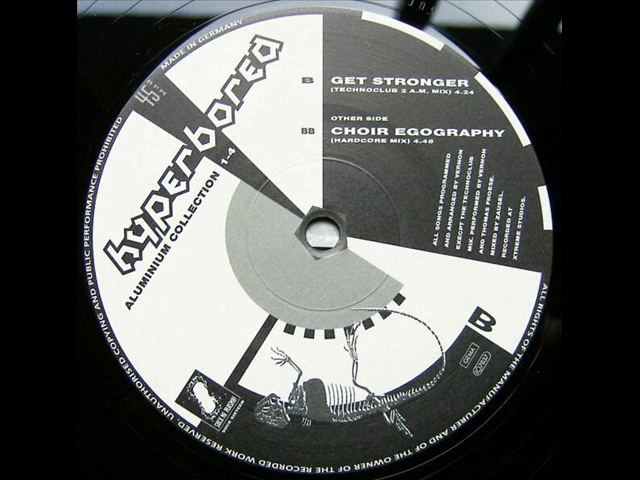 hyperborea
ALUMINIUM COLLECTION 1-4
45
B GET STRONGER
(TECHNOCLUB 2 A.M. MIX) 4.24
OTHER SIDE
BB CHOIR EGOGRAPHY
(HARDCORE MIX) 4.46
ALL SONGS PROGRAMMED
AND ARRANGED BY VERNON
EXECPT THE TECHNOCLUB
MIX. PERFORMED BY VERNON
AND THOMAS FROESE.
MIXED BY ZAUSEL.
RECORDED AT
XTREME STUDIOS.
B
GEMA
MADE IN GERMANY
ALL RIGHTS OF THE MANUFACTURER AND OF THE OWNER OF THE RECORDED WORK RESERVED. UNAUTHORISED COPYING AND PUBLIC PERFORMANCE PROHIBITED